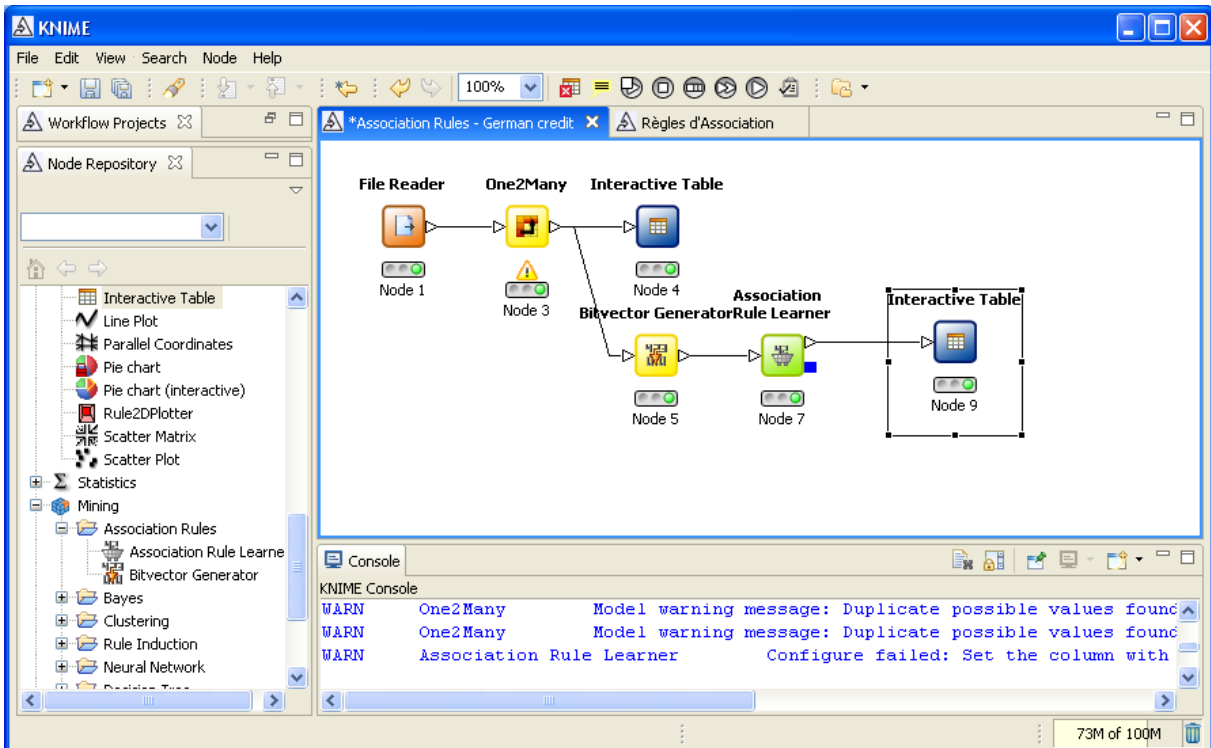 KNIME
File Edit View Search Node Help
100%
Workflow Projects
Node Repository
Interactive Table
Line Plot
Parallel Coordinates
Pie chart
Pie chart (interactive)
Rule2DPlotter
Scatter Matrix
Scatter Plot
Statistics
Mining
Association Rules
Association Rule Learne
Bitvector Generator
Bayes
Clustering
Rule Induction
Neural Network
*Association Rules - German credit
Règles d'Association
File Reader
One2Many
Interactive Table
Node 1
Node 3
Node 4
Bitvector Generator
Association
Rule Learner
Interactive Table
Node 5
Node 7
Node 9
Console
KNIME Console
WARN One2Many Model warning message: Duplicate possible values found
WARN One2Many Model warning message: Duplicate possible values found
WARN Association Rule Learner Configure failed: Set the column with
73M of 100M